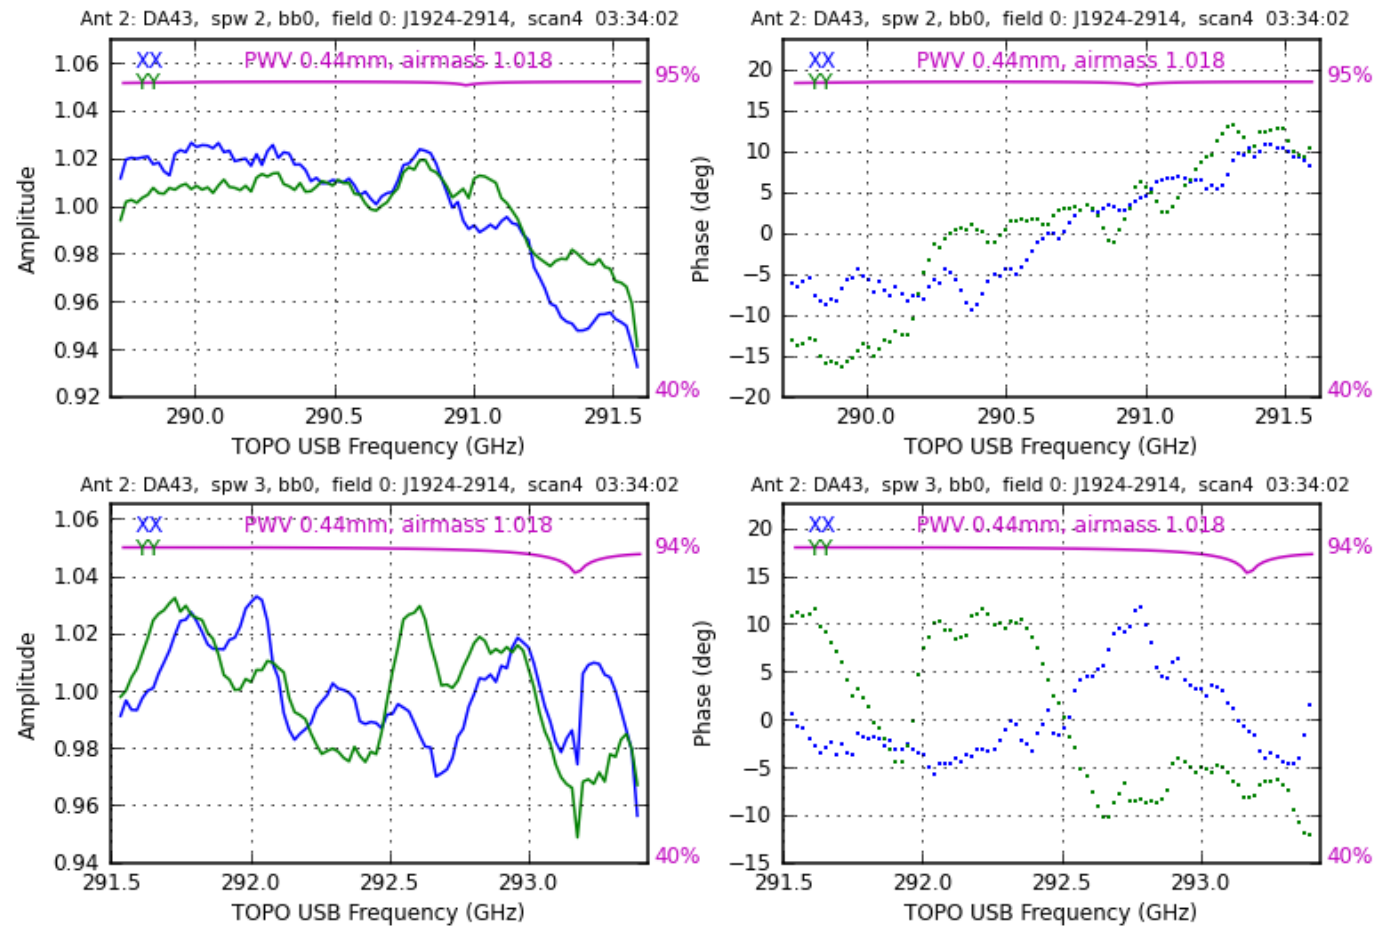 Ant 2: DA43,  spw 2, bb0,  field 0: J1924-2914,  scan4  03:34:02
XX
YY
PWV 0.44mm, airmass 1.018
95%
40%
1.06
1.04
1.02
1.00
0.98
0.96
0.94
0.92
Amplitude
290.0 290.5 291.0 291.5
TOPO USB Frequency (GHz)
Ant 2: DA43,  spw 2, bb0,  field 0: J1924-2914,  scan4  03:34:02
XX
YY
PWV 0.44mm, airmass 1.018
95%
40%
20
15
10
5
0
−5
−10
−15
−20
Phase (deg)
290.0 290.5 291.0 291.5
TOPO USB Frequency (GHz)
Ant 2: DA43,  spw 3, bb0,  field 0: J1924-2914,  scan4  03:34:02
XX
YY
PWV 0.44mm, airmass 1.018
94%
40%
1.06
1.04
1.02
1.00
0.98
0.96
0.94
Amplitude
291.5 292.0 292.5 293.0
TOPO USB Frequency (GHz)
Ant 2: DA43,  spw 3, bb0,  field 0: J1924-2914,  scan4  03:34:02
XX
YY
PWV 0.44mm, airmass 1.018
94%
40%
20
15
10
5
0
−5
−10
−15
Phase (deg)
291.5 292.0 292.5 293.0
TOPO USB Frequency (GHz)